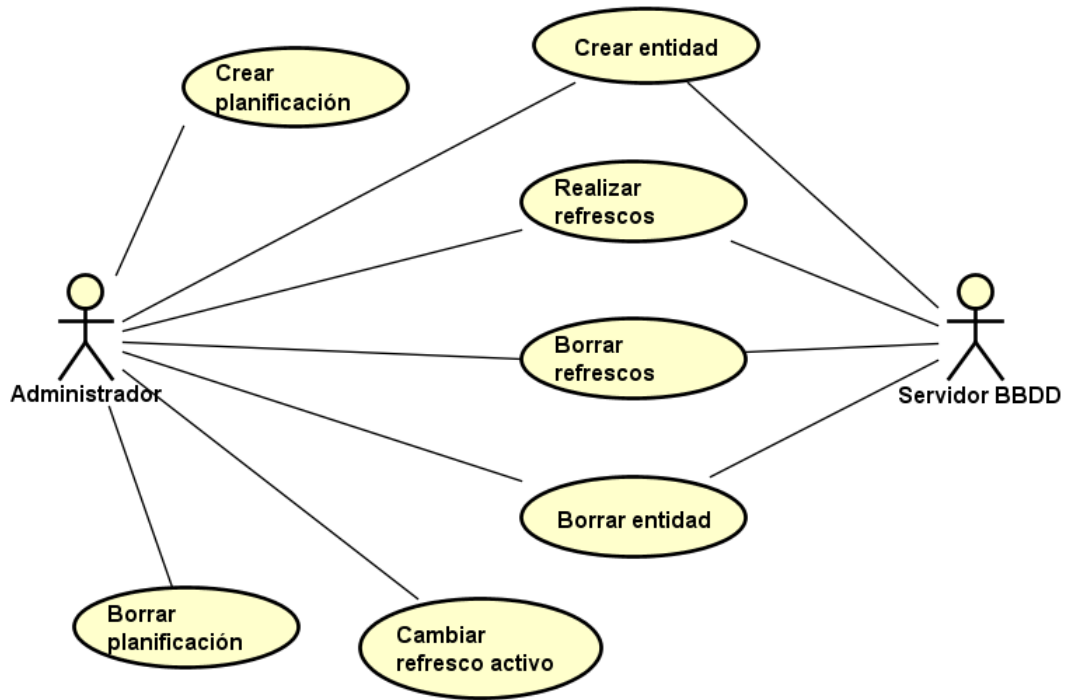 Crear entidad
Crear
planificación
Realizar
refrescos
Borrar
refrescos
Administrador
Servidor BBDD
Borrar entidad
Borrar
planificación
Cambiar
refresco activo